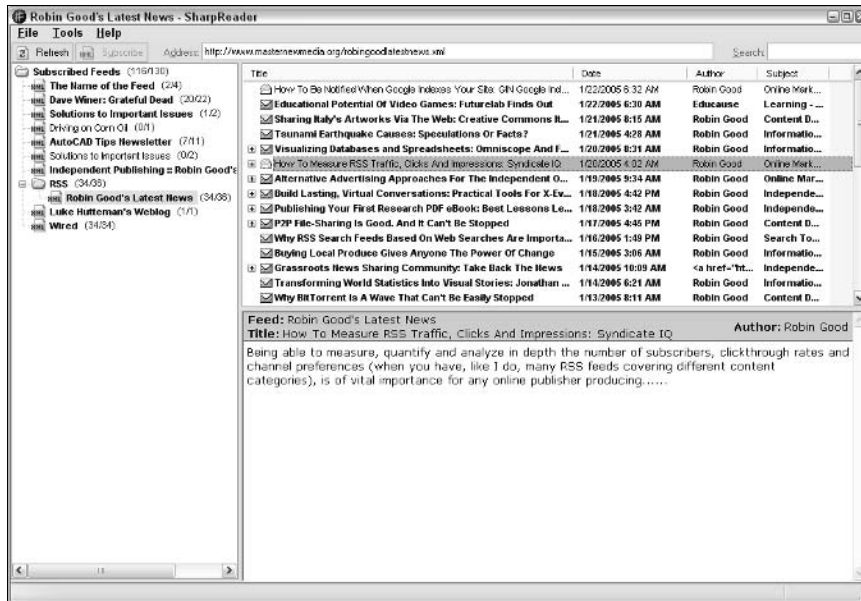 Robin Good's Latest News - SharpReader
File Tools Help
Refresh Subscribe Address: http://www.masternewmedia.org/robingoodlatestnews.xml Search:
Subscribed Feeds (116/130)
The Name of the Feed (2/4)
Dave Winer: Grateful Dead (20/22)
Solutions to Important Issues (1/2)
Driving on Corn Oil (0/1)
AutoCAD Tips Newsletter (7/11)
Solutions to Important Issues (0/2)
Independent Publishing :: Robin Good's
RSS (34/36)
Robin Good's Latest News (34/36)
Luke Hutteman's Weblog (1/1)
Wired (34/34)
Title Date Author Subject
How To Be Notified When Google Indexes Your Site: GIN Google Ind... 1/22/2005 6:32 AM Robin Good Online Mark...
Educational Potential Of Video Games: Futurelab Finds Out 1/22/2005 6:30 AM Educause Learning - ...
Sharing Italy's Artworks Via The Web: Creative Commons It... 1/21/2005 8:15 AM Robin Good Content D...
Tsunami Earthquake Causes: Speculations Or Facts? 1/21/2005 4:28 AM Robin Good Informatio...
Visualizing Databases and Spreadsheets: Omniscope And F... 1/20/2005 8:31 AM Robin Good Informatio...
How To Measure RSS Traffic, Clicks And Impressions: Syndicate IQ 1/20/2005 4:02 AM Robin Good Online Mark...
Alternative Advertising Approaches For The Independent O... 1/19/2005 9:34 AM Robin Good Online Mar...
Build Lasting, Virtual Conversations: Practical Tools For X-Ev... 1/18/2005 4:42 PM Robin Good Independe...
Publishing Your First Research PDF eBook: Best Lessons Le... 1/18/2005 3:42 AM Robin Good Independe...
P2P File-Sharing Is Good. And It Can't Be Stopped 1/17/2005 4:45 PM Robin Good Content D...
Why RSS Search Feeds Based On Web Searches Are Importa... 1/16/2005 1:49 PM Robin Good Search To...
Buying Local Produce Gives Anyone The Power Of Change 1/15/2005 3:06 AM Robin Good Informatio...
Grassroots News Sharing Community: Take Back The News 1/14/2005 10:09 AM <a href="ht... Independe...
Transforming World Statistics Into Visual Stories: Jonathan ... 1/14/2005 6:21 AM Robin Good Informatio...
Why BitTorrent Is A Wave That Can't Be Easily Stopped 1/13/2005 8:11 AM Robin Good Content D...
Feed: Robin Good's Latest News
Title: How To Measure RSS Traffic, Clicks And Impressions: Syndicate IQ Author: Robin Good
Being able to measure, quantify and analyze in depth the number of subscribers, clickthrough rates and
channel preferences (when you have, like I do, many RSS feeds covering different content
categories), is of vital importance for any online publisher producing......